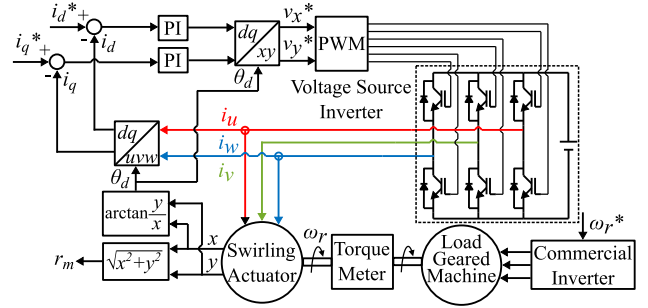 i_d* + - i_d PI dq xy v_x* v_y* PWM
i_q* + - i_q PI θ_d
Voltage Source Inverter
dq uvw i_u i_w i_v
θ_d
arctan y/x
r_m √x²+y² x y
Swirling Actuator
ω_r
Torque Meter
Load Geared Machine
ω_r*
Commercial Inverter